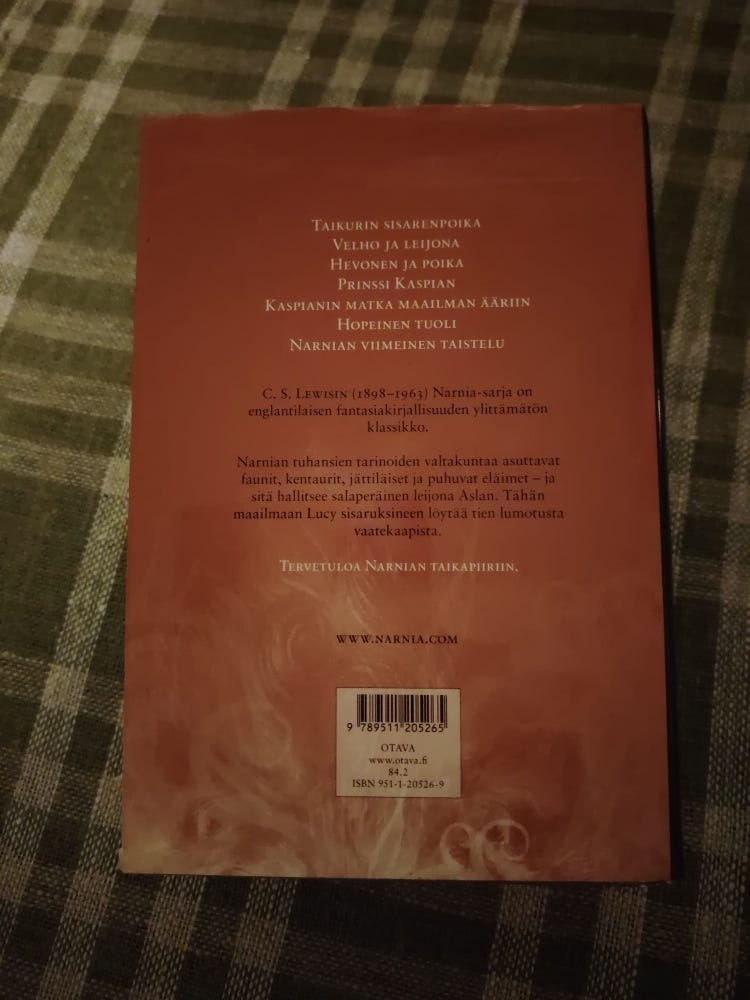 TAIKURIN SISARENPOIKA
VELHO JA LEIJONA
HEVONEN JA POIKA
PRINSSI KASPIAN
KASPIANIN MATKA MAAILMAN ÄÄRIIN
HOPEINEN TUOLI
NARNIAN VIIMEINEN TAISTELU
C. S. LEWISIN (1898–1963) Narnia-sarja on
englantilaisen fantasiakirjallisuuden ylittämätön
klassikko.
Narnian tuhansien tarinoiden valtakuntaa asuttavat
faunit, kentaurit, jättiläiset ja puhuvat eläimet – ja
sitä hallitsee salaperäinen leijona Aslan. Tähän
maailmaan Lucy sisaruksineen löytää tien lumotusta
vaatekaapista.
TERVETULOA NARNIAN TAIKAPIIRIIN.
WWW.NARNIA.COM
9 789511 205265
OTAVA
www.otava.fi
84.2
ISBN 951-1-20526-9